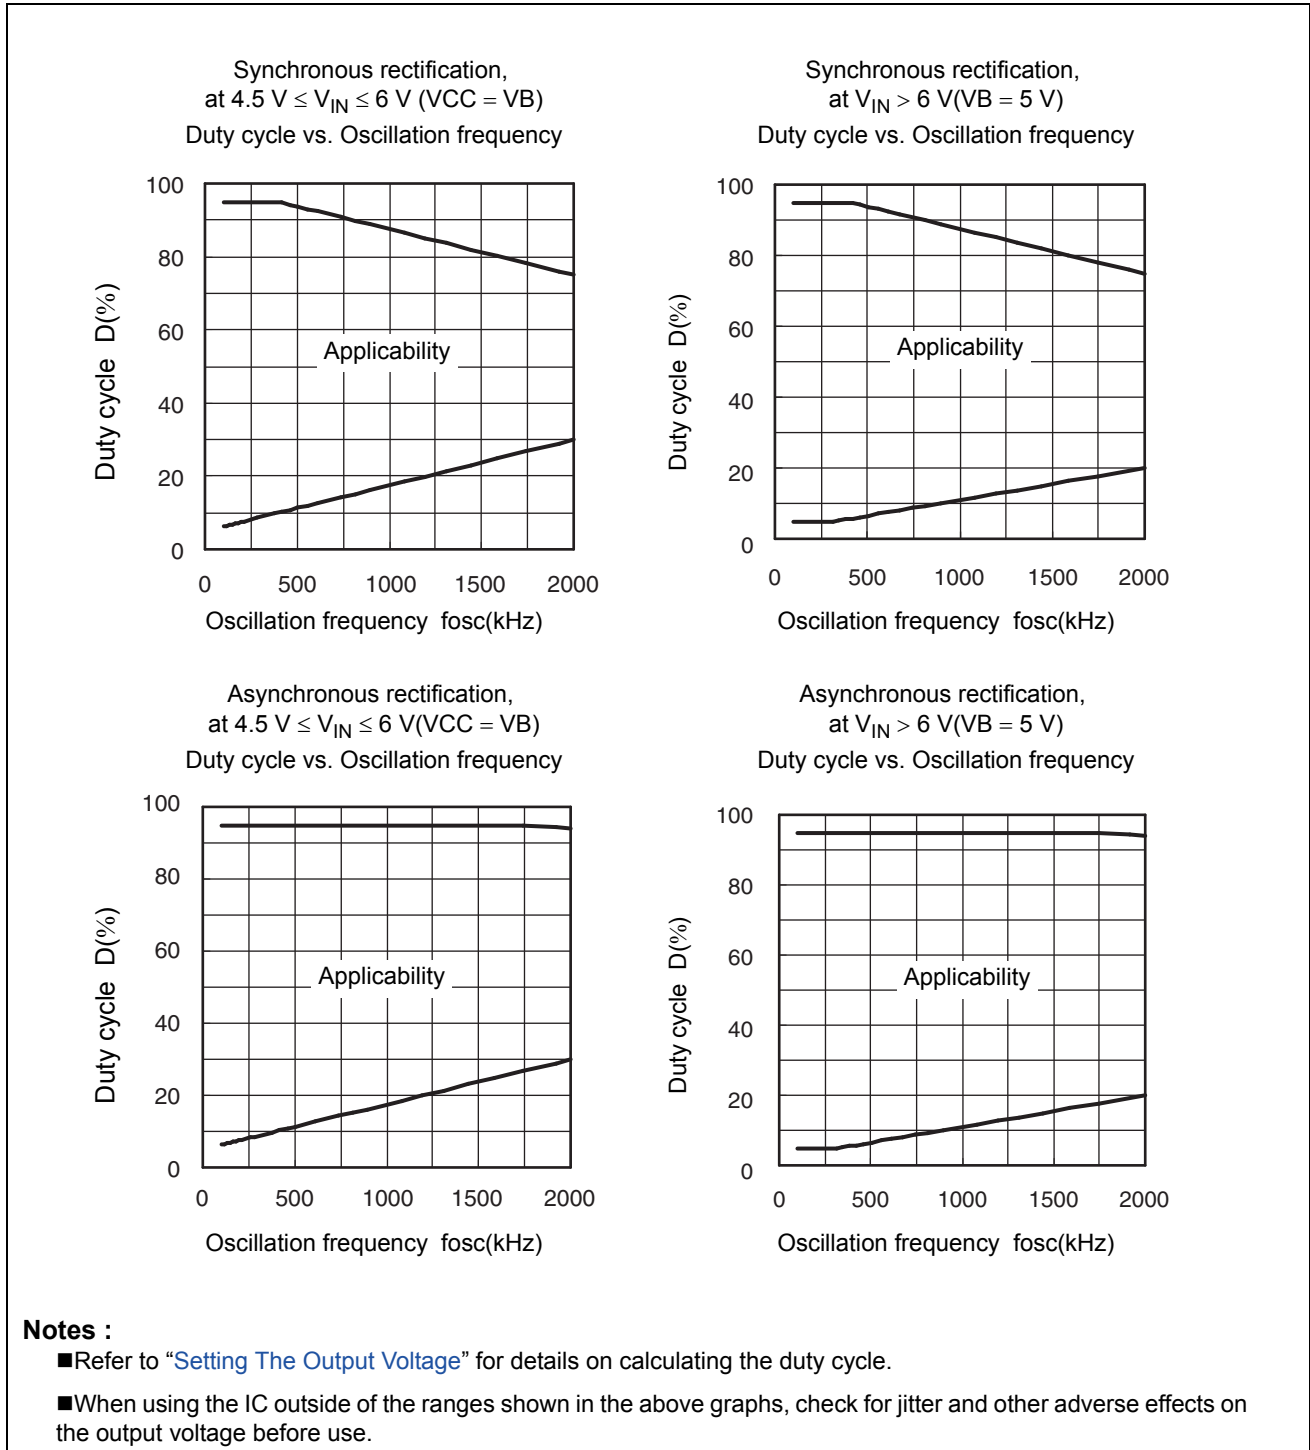 Synchronous rectification,
at 4.5 V ≤ VIN ≤ 6 V (VCC = VB)
Duty cycle vs. Oscillation frequency
100
80
60
40
20
0
Duty cycle D(%)
Applicability
0 500 1000 1500 2000
Oscillation frequency fosc(kHz)
Synchronous rectification,
at VIN > 6 V(VB = 5 V)
Duty cycle vs. Oscillation frequency
100
80
60
40
20
0
Duty cycle D(%)
Applicability
0 500 1000 1500 2000
Oscillation frequency fosc(kHz)
Asynchronous rectification,
at 4.5 V ≤ VIN ≤ 6 V(VCC = VB)
Duty cycle vs. Oscillation frequency
100
80
60
40
20
0
Duty cycle D(%)
Applicability
0 500 1000 1500 2000
Oscillation frequency fosc(kHz)
Asynchronous rectification,
at VIN > 6 V(VB = 5 V)
Duty cycle vs. Oscillation frequency
100
80
60
40
20
0
Duty cycle D(%)
Applicability
0 500 1000 1500 2000
Oscillation frequency fosc(kHz)
Notes :
■Refer to “Setting The Output Voltage” for details on calculating the duty cycle.
■When using the IC outside of the ranges shown in the above graphs, check for jitter and other adverse effects on
the output voltage before use.